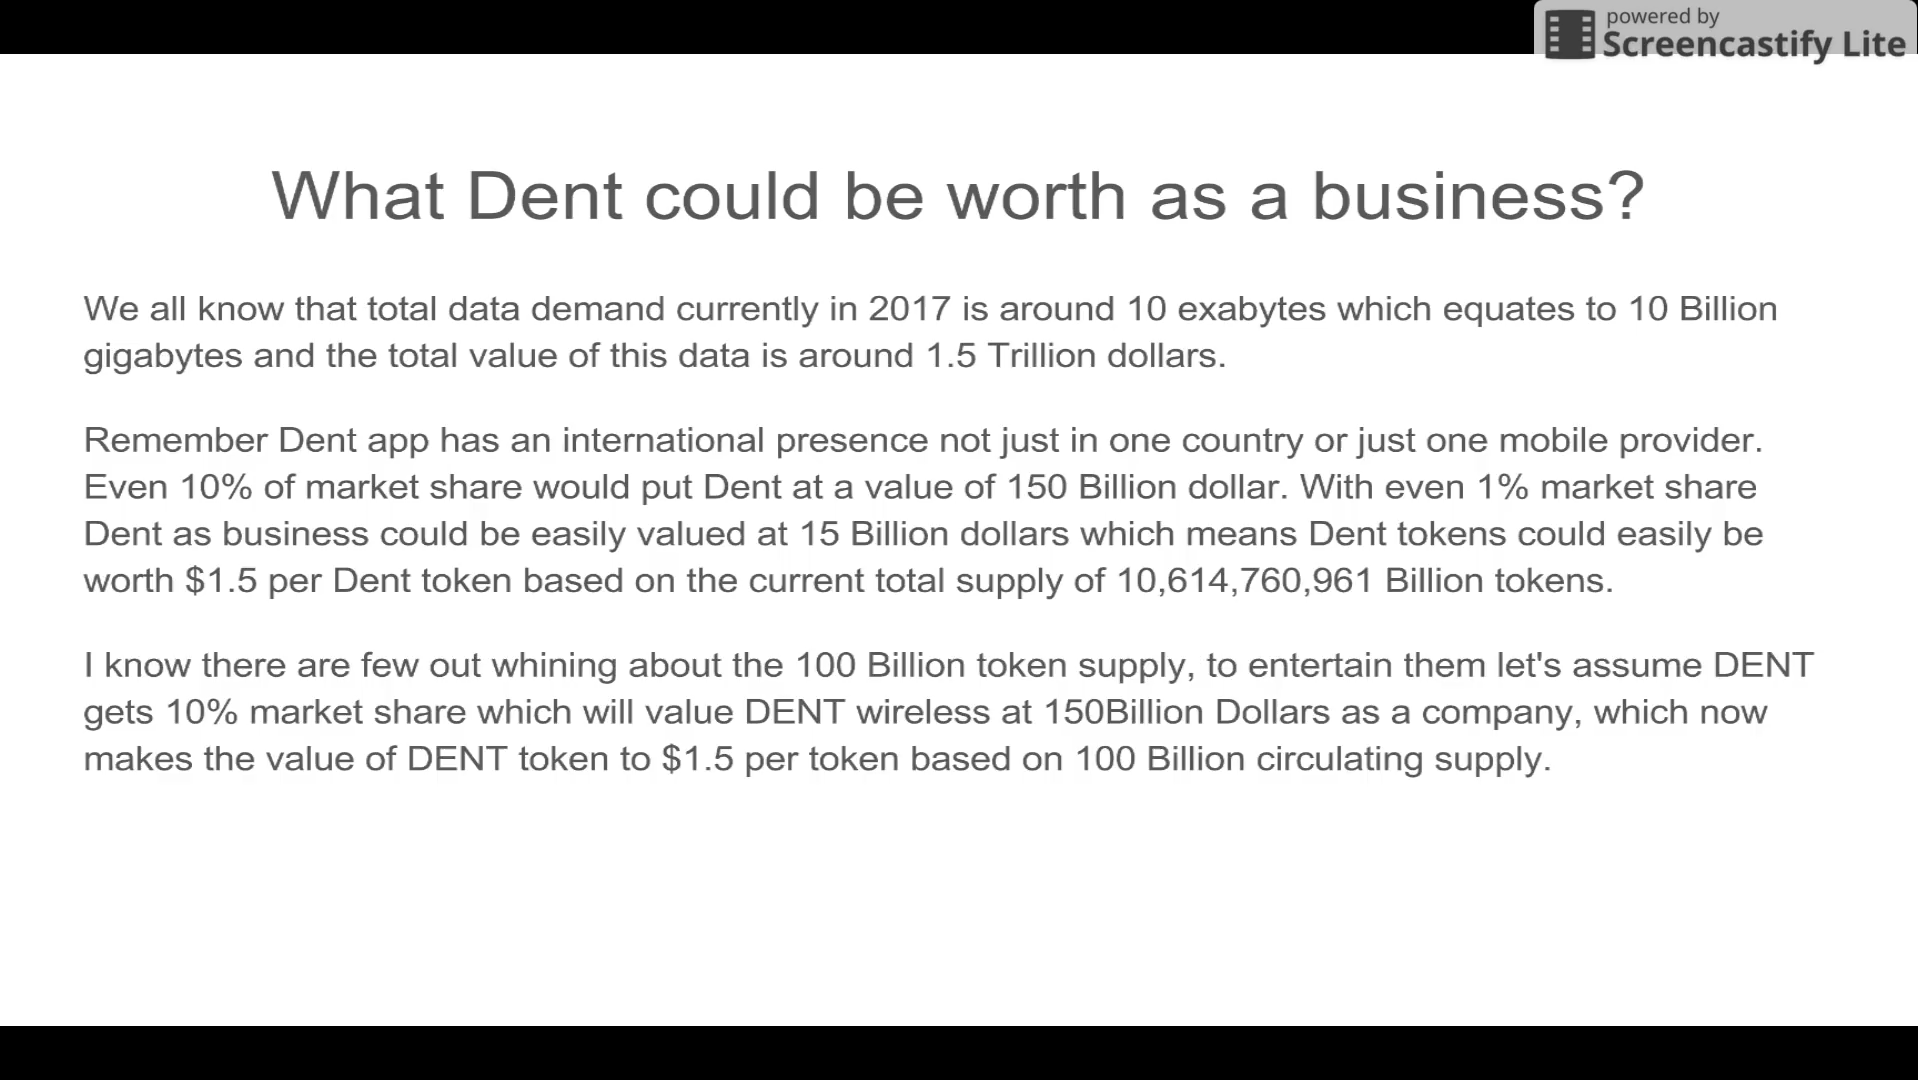 powered by
Screencastify Lite
What Dent could be worth as a business?
We all know that total data demand currently in 2017 is around 10 exabytes which equates to 10 Billion
gigabytes and the total value of this data is around 1.5 Trillion dollars.
Remember Dent app has an international presence not just in one country or just one mobile provider.
Even 10% of market share would put Dent at a value of 150 Billion dollar. With even 1% market share
Dent as business could be easily valued at 15 Billion dollars which means Dent tokens could easily be
worth $1.5 per Dent token based on the current total supply of 10,614,760,961 Billion tokens.
I know there are few out whining about the 100 Billion token supply, to entertain them let's assume DENT
gets 10% market share which will value DENT wireless at 150Billion Dollars as a company, which now
makes the value of DENT token to $1.5 per token based on 100 Billion circulating supply.